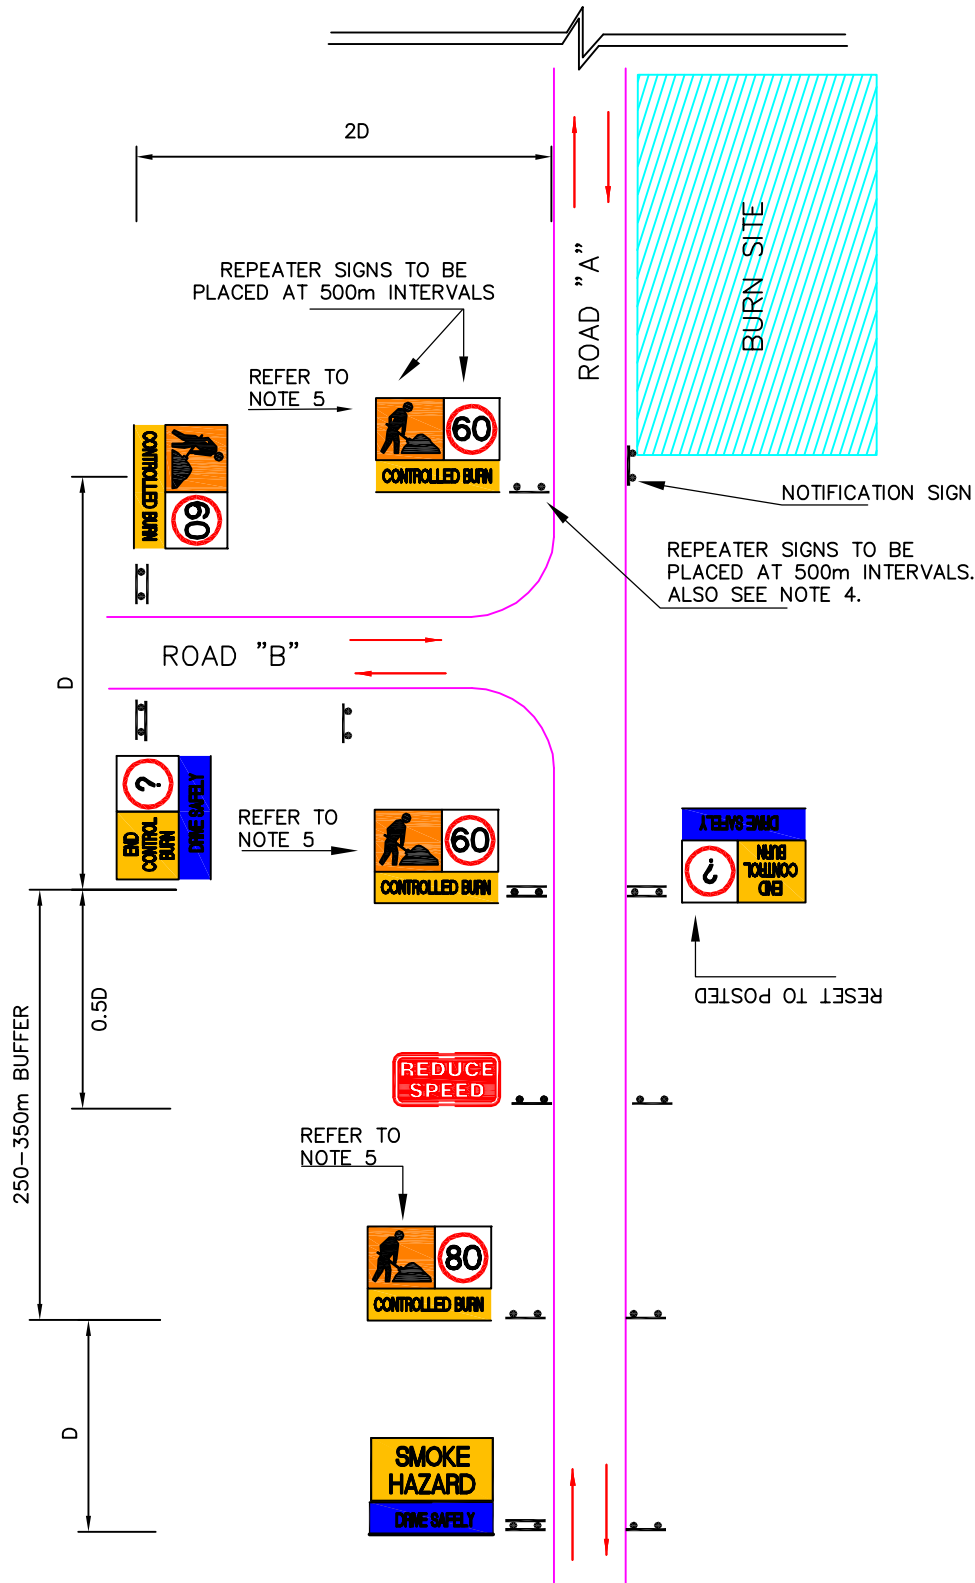 2D
REPEATER SIGNS TO BE
PLACED AT 500m INTERVALS
ROAD "A"
BURN SITE
REFER TO
NOTE 5
60
CONTROLLED BURN
60
CONTROLLED BURN
NOTIFICATION SIGN
REPEATER SIGNS TO BE
PLACED AT 500m INTERVALS.
ALSO SEE NOTE 4.
ROAD "B"
D
?
END
CONTROL
BURN
DRIVE SAFELY
REFER TO
NOTE 5
60
CONTROLLED BURN
DRIVE SAFELY
?
END
CONTROL
BURN
RESET TO POSTED
0.5D
250-350m BUFFER
REDUCE
SPEED
REFER TO
NOTE 5
80
CONTROLLED BURN
D
SMOKE
HAZARD
DRIVE SAFELY